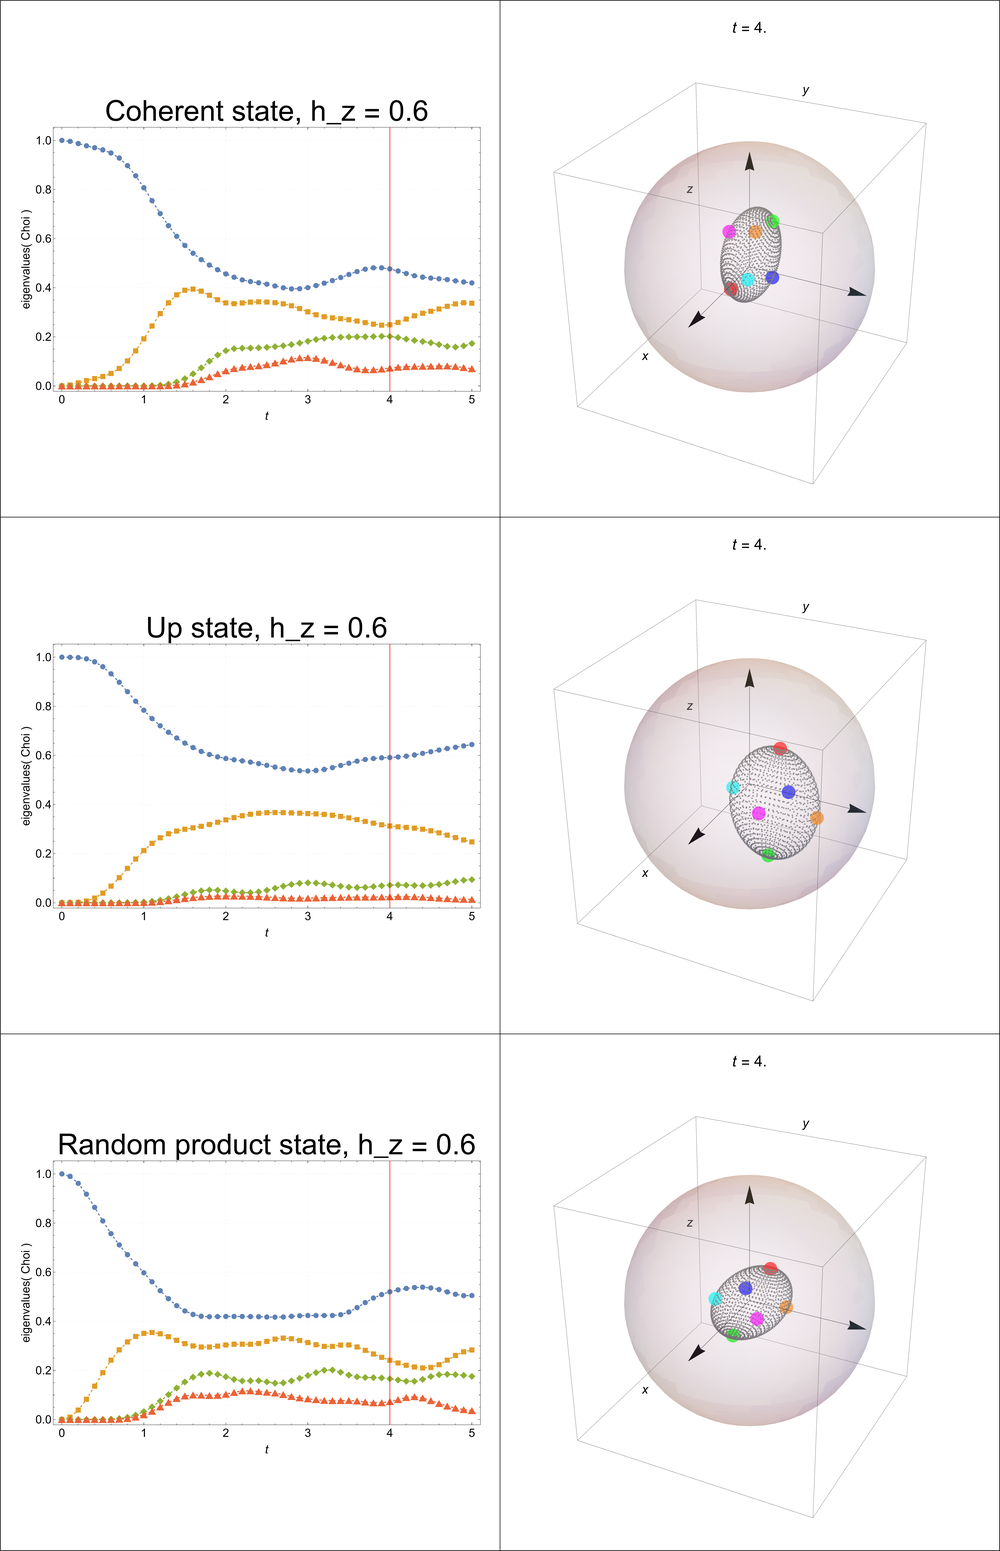 Coherent state, h_z = 0.6
eigenvalues( Choi )
1.0
0.8
0.6
0.4
0.2
0.0
0 1 2 3 4 5
t
t = 4.
y
z
x
Up state, h_z = 0.6
eigenvalues( Choi )
1.0
0.8
0.6
0.4
0.2
0.0
0 1 2 3 4 5
t
t = 4.
y
z
x
Random product state, h_z = 0.6
eigenvalues( Choi )
1.0
0.8
0.6
0.4
0.2
0.0
0 1 2 3 4 5
t
t = 4.
y
z
x